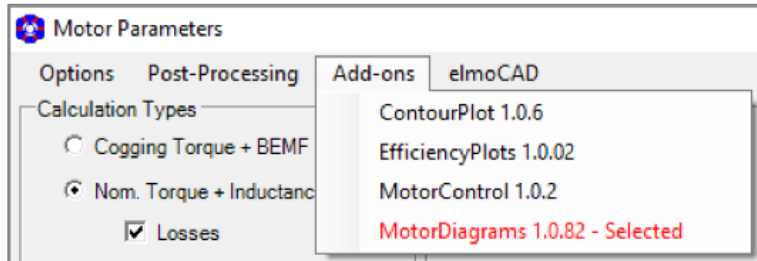 Motor Parameters
Options Post-Processing Add-ons elmoCAD
Calculation Types
Cogging Torque + BEMF
Nom. Torque + Inductanc
Losses
ContourPlot 1.0.6
EfficiencyPlots 1.0.02
MotorControl 1.0.2
MotorDiagrams 1.0.82 - Selected